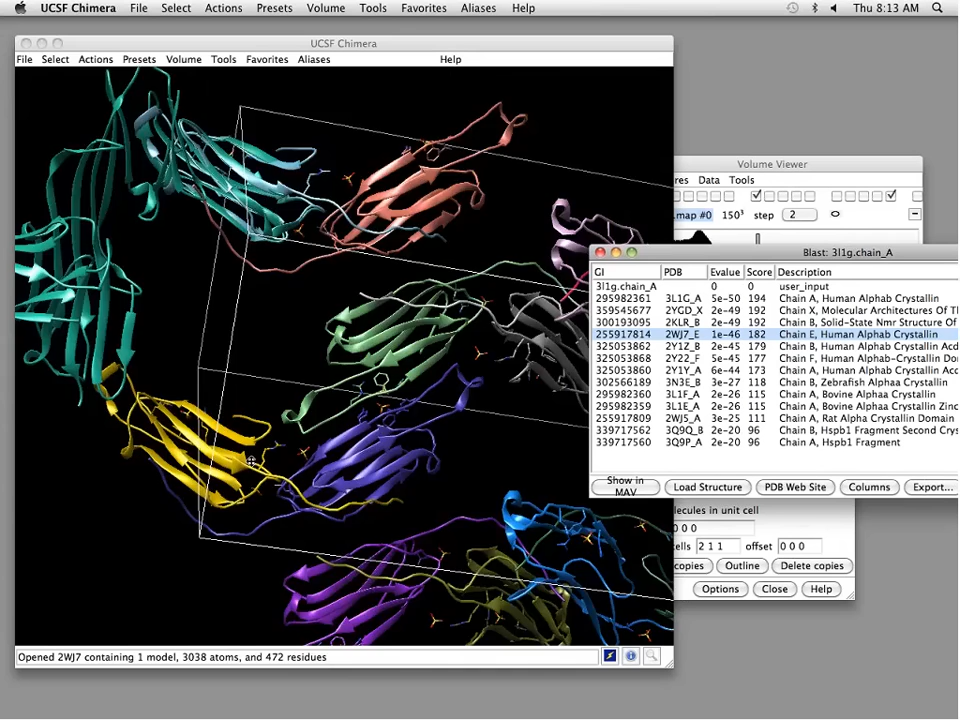 UCSF Chimera File Select Actions Presets Volume Tools Favorites Aliases Help Thu 8:13 AM
UCSF Chimera
File Select Actions Presets Volume Tools Favorites Aliases Help
Volume Viewer
res Data Tools
.map #0 150³ step 2
Blast: 3l1g.chain_A
GI PDB Evalue Score Description
3l1g.chain_A 0 0 user_input
295982361 3L1G_A 5e-50 194 Chain A, Human Alphab Crystallin
359545677 2YGD_X 2e-49 192 Chain X, Molecular Architectures Of Th
300193095 2KLR_B 2e-49 192 Chain B, Solid-State Nmr Structure Of
255917814 2WJ7_E 1e-46 182 Chain E, Human Alphab Crystallin
325053862 2Y1Z_B 2e-45 179 Chain B, Human Alphab Crystallin Acd
325053868 2Y22_F 5e-45 177 Chain F, Human Alphab-Crystallin Dom
325053860 2Y1Y_A 6e-44 173 Chain A, Human Alphab Crystallin Acd
302566189 3N3E_B 3e-27 118 Chain B, Zebrafish Alphaa Crystallin
295982360 3L1F_A 2e-26 115 Chain A, Bovine Alphaa Crystallin
295982359 3L1E_A 2e-26 115 Chain A, Bovine Alphaa Crystallin Zinc
255917809 2WJ5_A 3e-25 111 Chain A, Rat Alpha Crystallin Domain
339717562 3Q9Q_B 2e-20 96 Chain B, Hspb1 Fragment Second Crys
339717560 3Q9P_A 2e-20 96 Chain A, Hspb1 Fragment
Show in MAV Load Structure PDB Web Site Columns Export...
lecules in unit cell
0 0 0
cells 2 1 1 offset 0 0 0
copies Outline Delete copies
Options Close Help
Opened 2WJ7 containing 1 model, 3038 atoms, and 472 residues